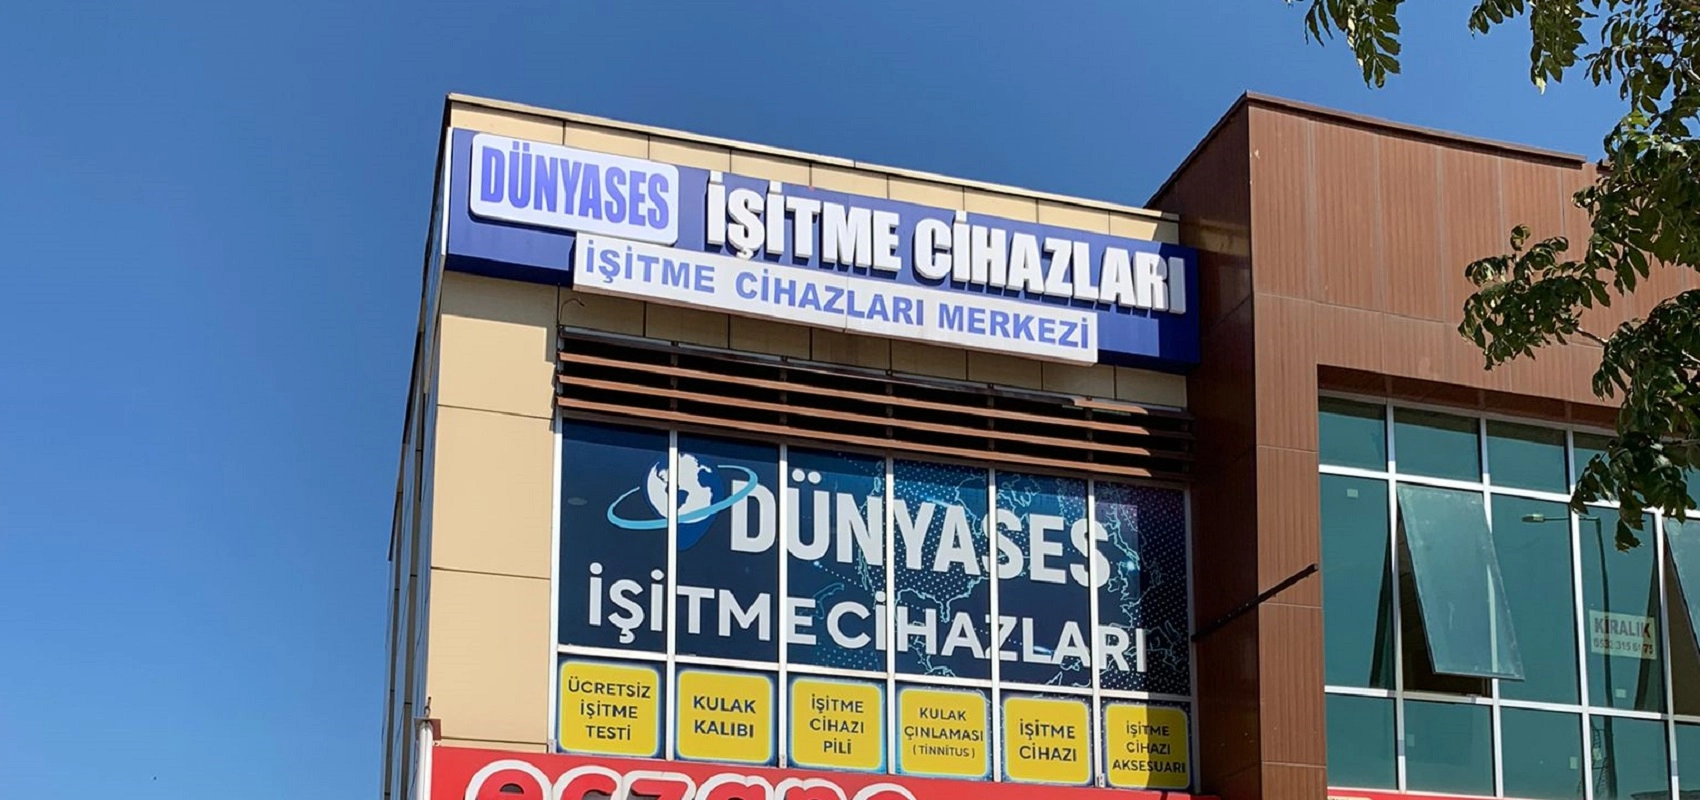 DÜNYASES
İŞİTME CİHAZLARI
İŞİTME CİHAZLARI MERKEZİ
DÜNYASES
İŞİTME CİHAZLARI
ÜCRETSİZ
İŞİTME
TESTİ
KULAK
KALIBI
İŞİTME
CİHAZI
PİLİ
KULAK
ÇINLAMASI
(TİNNİTUS)
İŞİTME
CİHAZI
İŞİTME
CİHAZI
AKSESUARI
KİRALIK
eczane